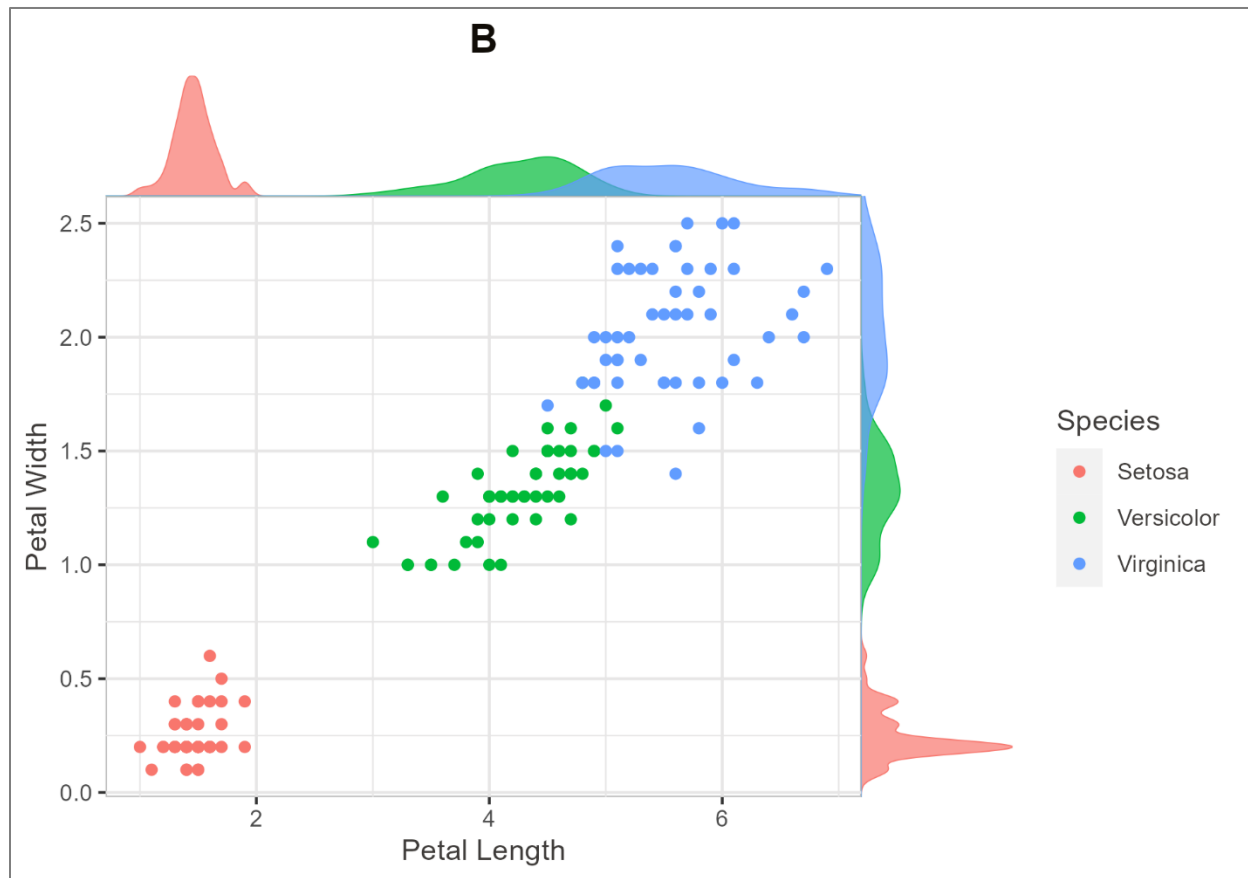 B
2.5
2.0
1.5
1.0
0.5
0.0
Petal Width
2 4 6
Petal Length
Species
Setosa
Versicolor
Virginica